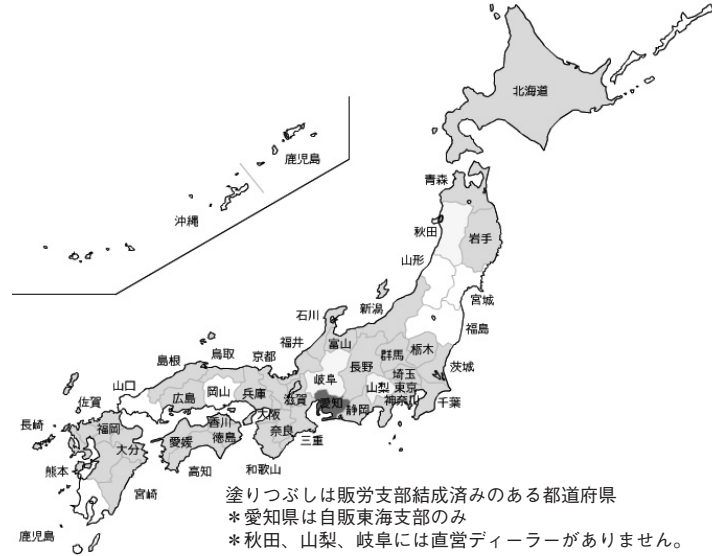 北海道
鹿児島
沖縄
青森
秋田
岩手
山形
宮城
新潟
石川
福島
富山
福井
栃木
群馬
長野
茨城
島根
鳥取
京都
埼玉
岐阜
山梨
東京
山口
岡山
兵庫
滋賀
神奈川
千葉
佐賀
広島
愛知
静岡
大阪
長崎
福岡
香川
奈良
三重
大分
愛媛
徳島
熊本
高知
和歌山
宮崎
鹿児島
塗りつぶしは販労支部結成済みのある都道府県
＊愛知県は自販東海支部のみ
＊秋田、山梨、岐阜には直営ディーラーがありません。